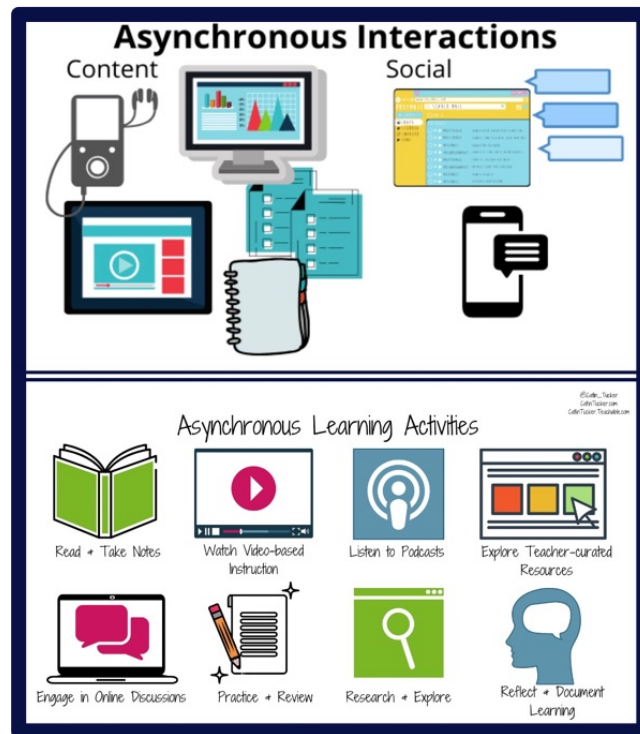 Asynchronous Interactions
Content
Social
@Catlin_Tucker
CatlinTucker.com
CatlinTucker.Teachable.com
Asynchronous Learning Activities
Read + Take Notes
Watch Video-based
Instruction
Listen to Podcasts
Explore Teacher-curated
Resources
Engage in Online Discussions
Practice + Review
Research + Explore
Reflect + Document
Learning